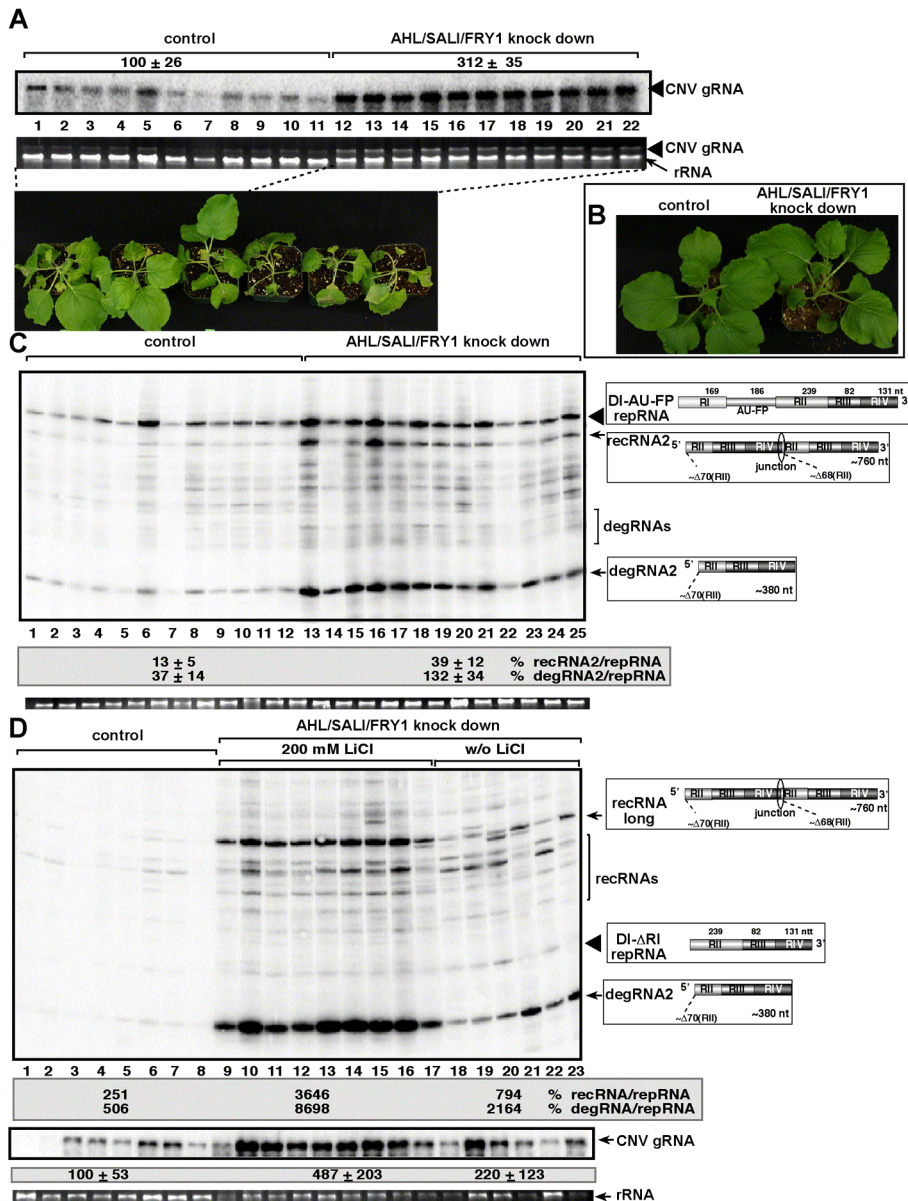 A
control
AHL/SALI/FRY1 knock down
100 ± 26
312 ± 35
CNV gRNA
1 2 3 4 5 6 7 8 9 10 11 12 13 14 15 16 17 18 19 20 21 22
CNV gRNA
rRNA
B
control
AHL/SALI/FRY1
knock down
C
control
AHL/SALI/FRY1 knock down
DI-AU-FP
repRNA
169 186 239 82 131 nt
RI RII RIII RIV 3'
AU-FP
recRNA2
5' RII RIII RIV RII RIII RIV 3'
junction
~760 nt
~Δ70(RII)
~Δ68(RII)
degRNAs
degRNA2
5' RII RIII RIV
~Δ70(RII)
~380 nt
1 2 3 4 5 6 7 8 9 10 11 12 13 14 15 16 17 18 19 20 21 22 23 24 25
13 ± 5 39 ± 12 % recRNA2/repRNA
37 ± 14 132 ± 34 % degRNA2/repRNA
D
AHL/SALI/FRY1 knock down
control
200 mM LiCl
w/o LiCl
recRNA
long
5' RII RIII RIV RII RIII RIV 3'
junction
~760 nt
~Δ70(RII)
~Δ68(RII)
recRNAs
DI-ΔRI
repRNA
239 82 131 ntt
RII RIII RIV 3'
degRNA2
5' RII RIII RIV
~Δ70(RII)
~380 nt
1 2 3 4 5 6 7 8 9 10 11 12 13 14 15 16 17 18 19 20 21 22 23
251 3646 794 % recRNA/repRNA
506 8698 2164 % degRNA/repRNA
CNV gRNA
100 ± 53 487 ± 203 220 ± 123
rRNA